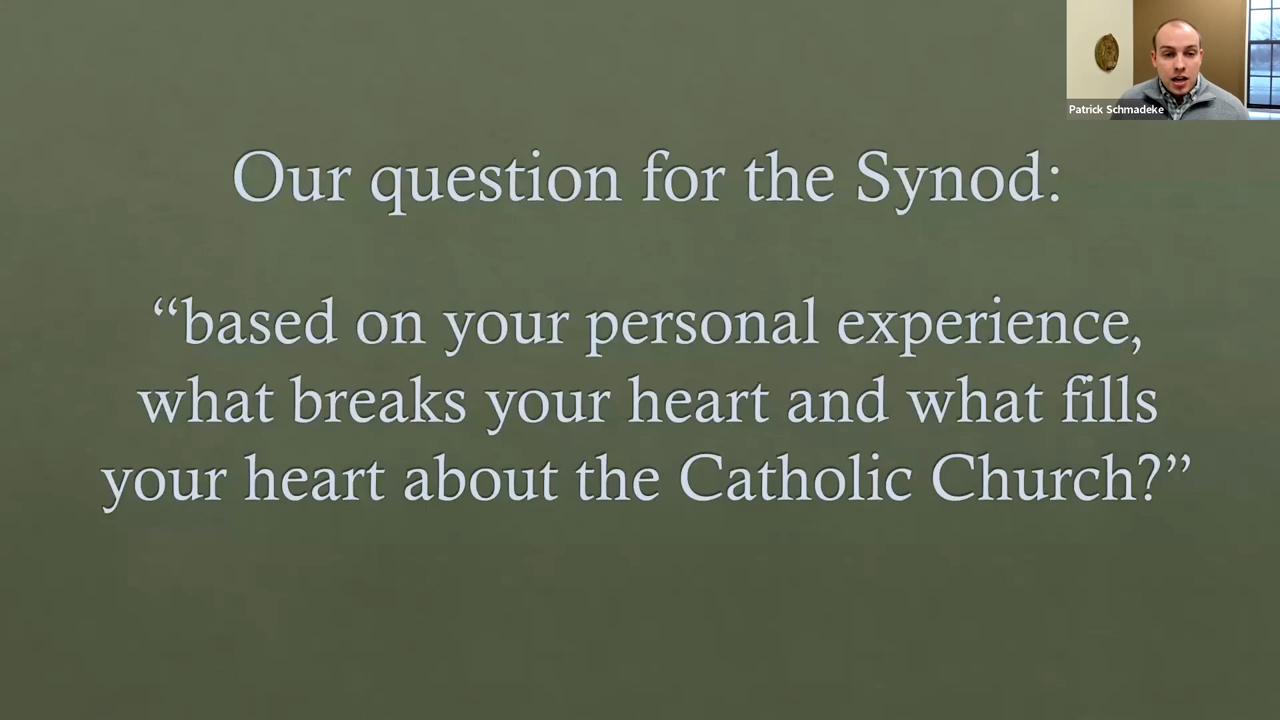 Patrick Schmadeke
Our question for the Synod:
“based on your personal experience,
what breaks your heart and what fills
your heart about the Catholic Church?”